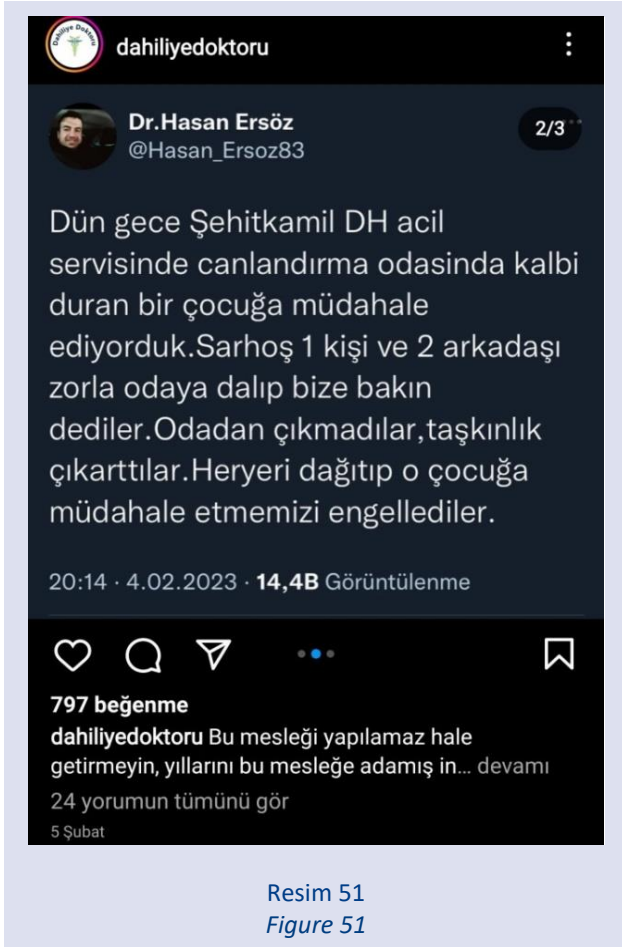 Dahiliye Doktoru
dahiliyedoktoru
Dr.Hasan Ersöz
@Hasan_Ersoz83
2/3
Dün gece Şehitkamil DH acil
servisinde canlandırma odasinda kalbi
duran bir çocuğa müdahale
ediyorduk.Sarhoş 1 kişi ve 2 arkadaşı
zorla odaya dalıp bize bakın
dediler.Odadan çıkmadılar,taşkınlık
çıkarttılar.Heryeri dağıtıp o çocuğa
müdahale etmemizi engellediler.
20:14 · 4.02.2023 · 14,4B Görüntülenme
797 beğenme
dahiliyedoktoru Bu mesleği yapılamaz hale
getirmeyin, yıllarını bu mesleğe adamış in... devamı
24 yorumun tümünü gör
5 Şubat
Resim 51
Figure 51